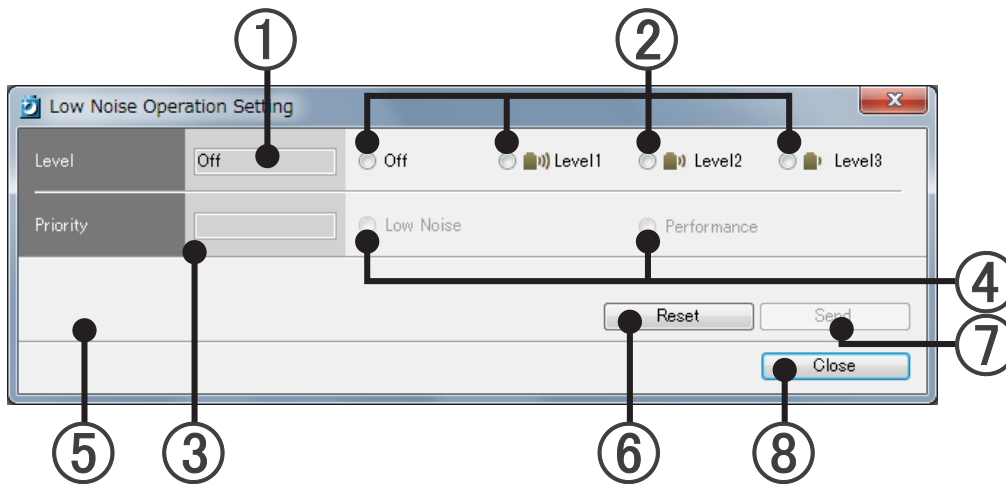 ① ②
Low Noise Operation Setting
Level Off Off Level1 Level2 Level3
Priority Low Noise Performance
④
Reset Send
⑦
Close
⑤ ③ ⑥ ⑧